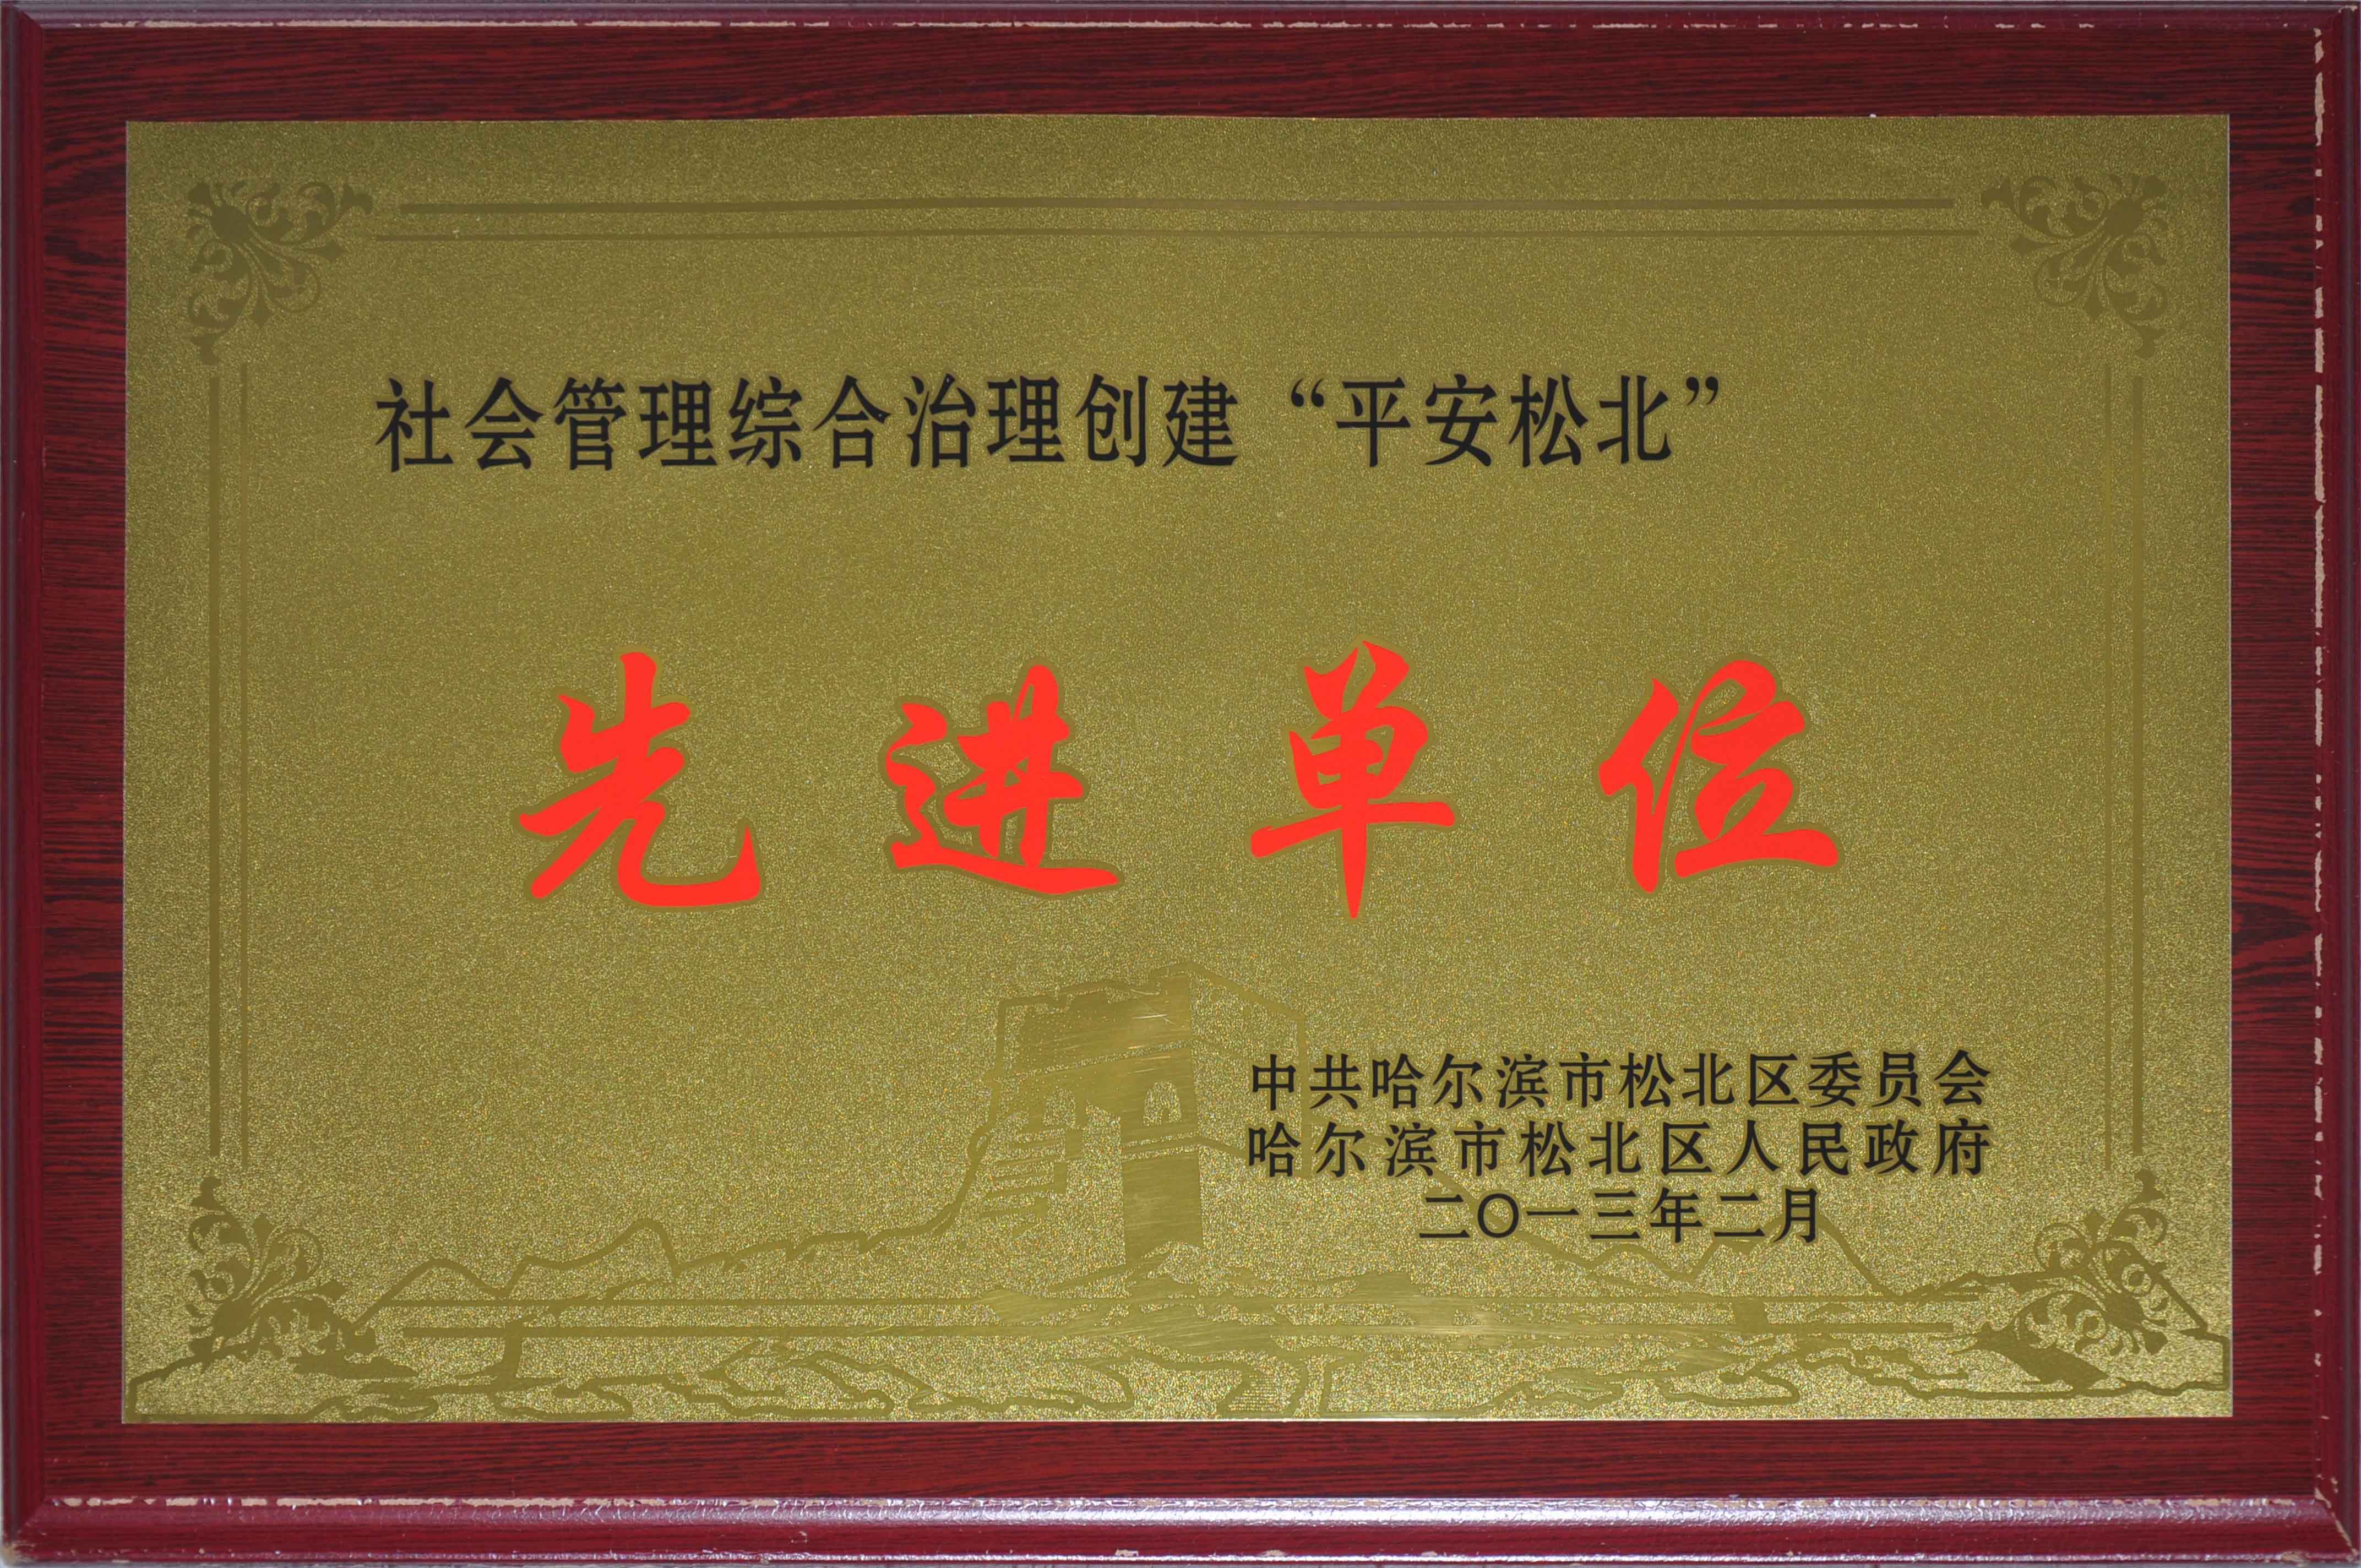 社会管理综合治理创建“平安松北”
先进单位
中共哈尔滨市松北区委员会
哈尔滨市松北区人民政府
二〇一三年二月